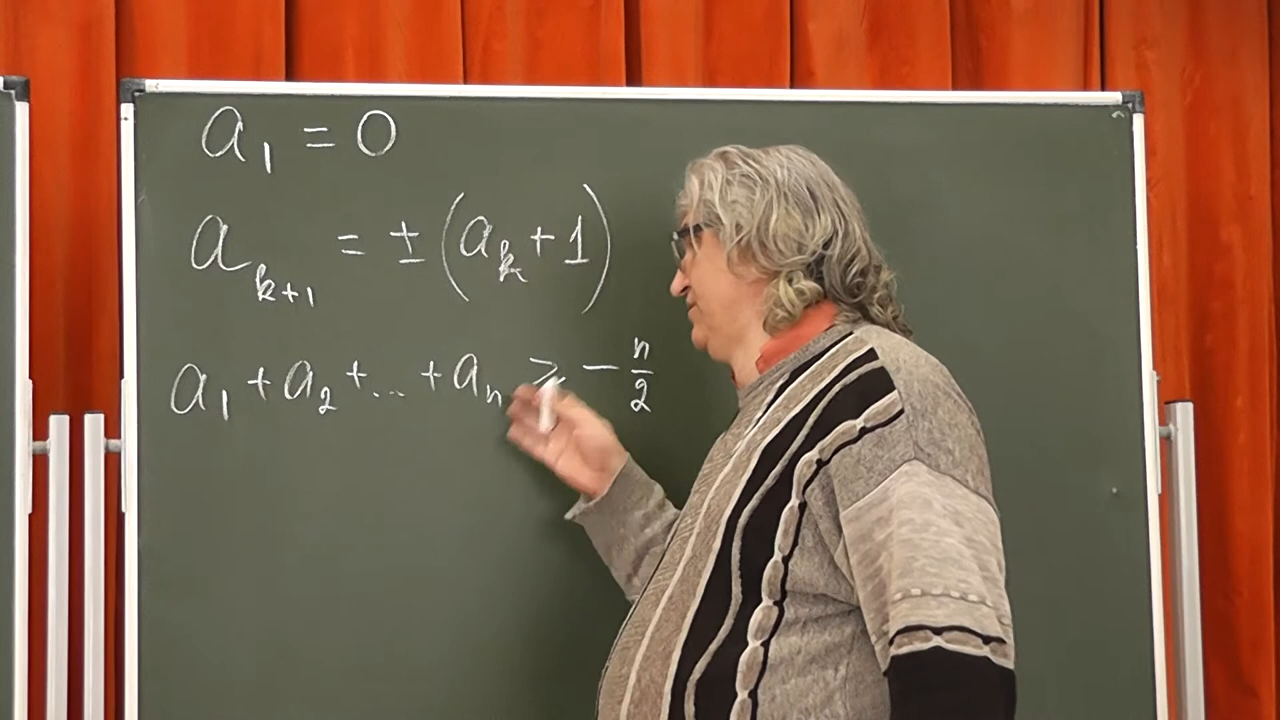 a₁ = 0
aₖ₊₁ = ± (aₖ + 1)
a₁ + a₂ + ... + aₙ ≥ − n/2